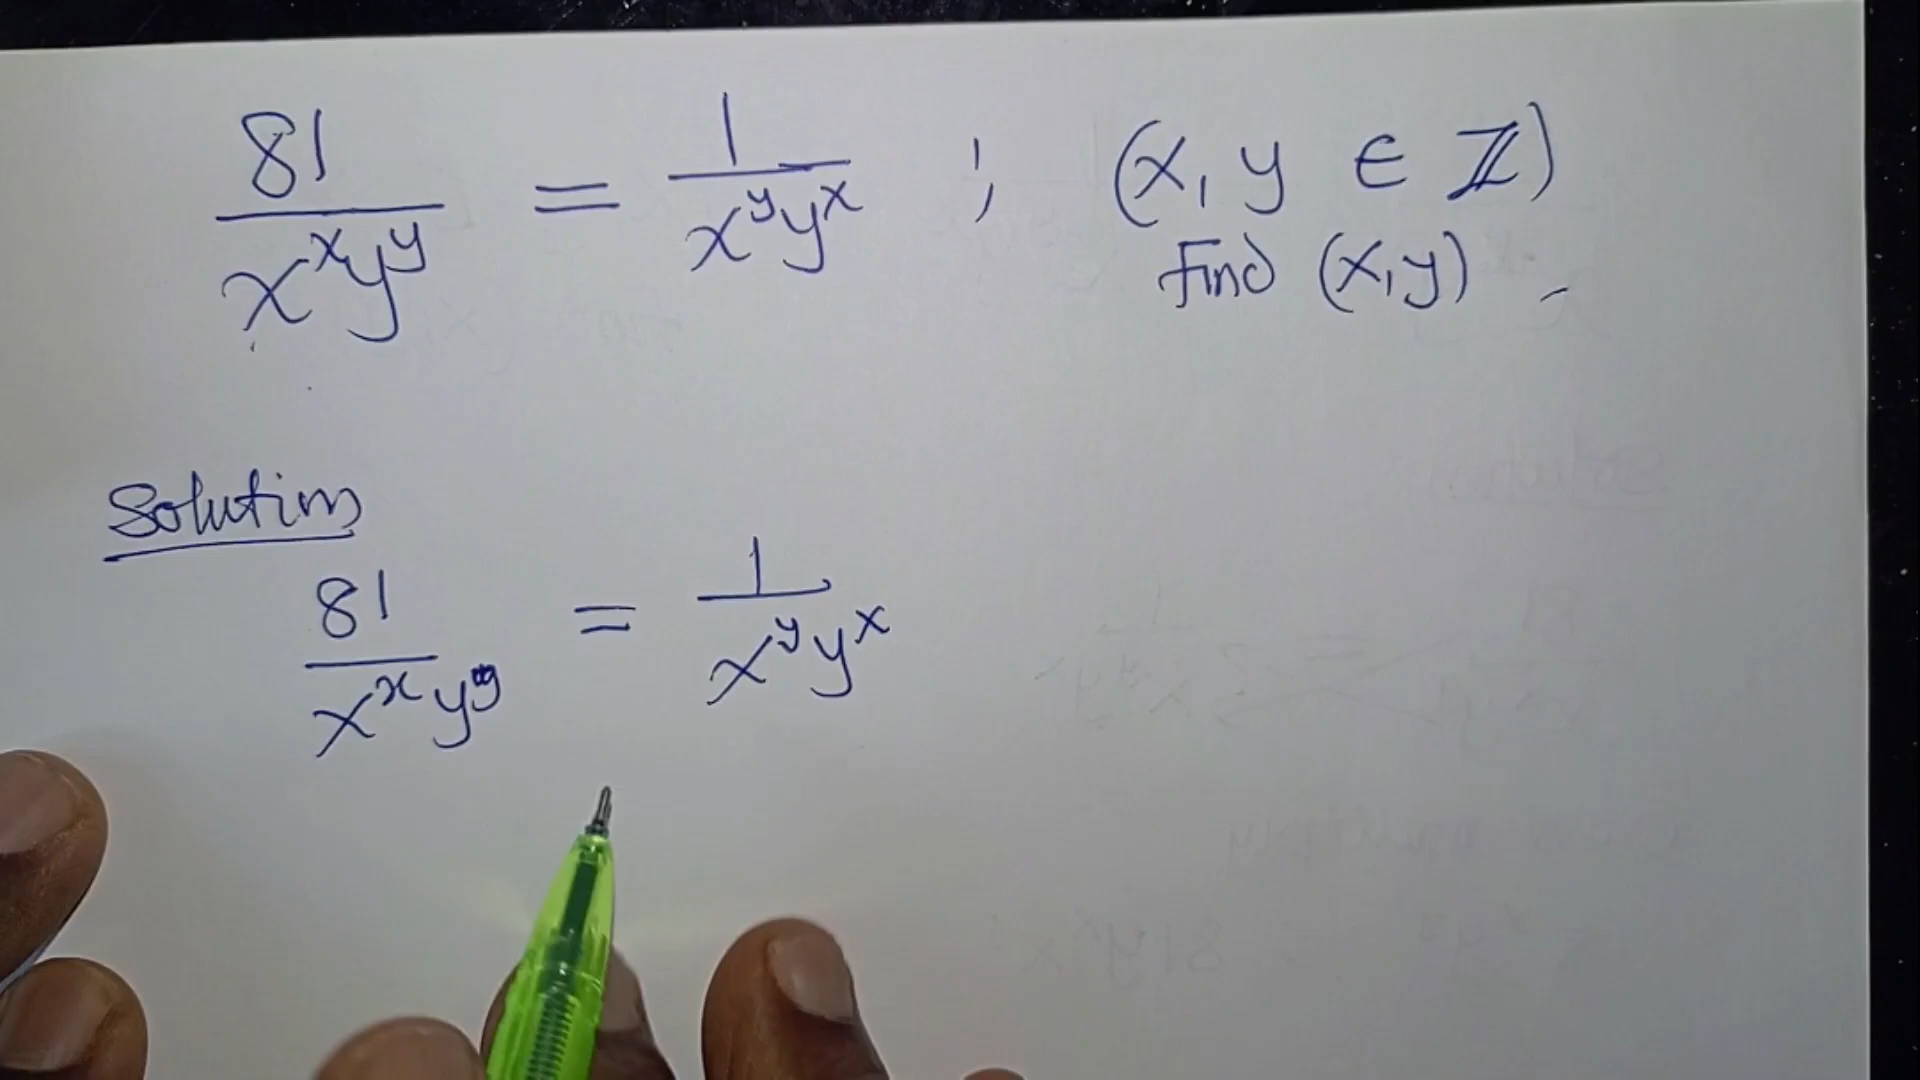 81/(x^x y^y) = 1/(x^y y^x) ; (x, y ∈ ℤ)
Find (x, y)
Solution
81/(x^x y^y) = 1/(x^y y^x)